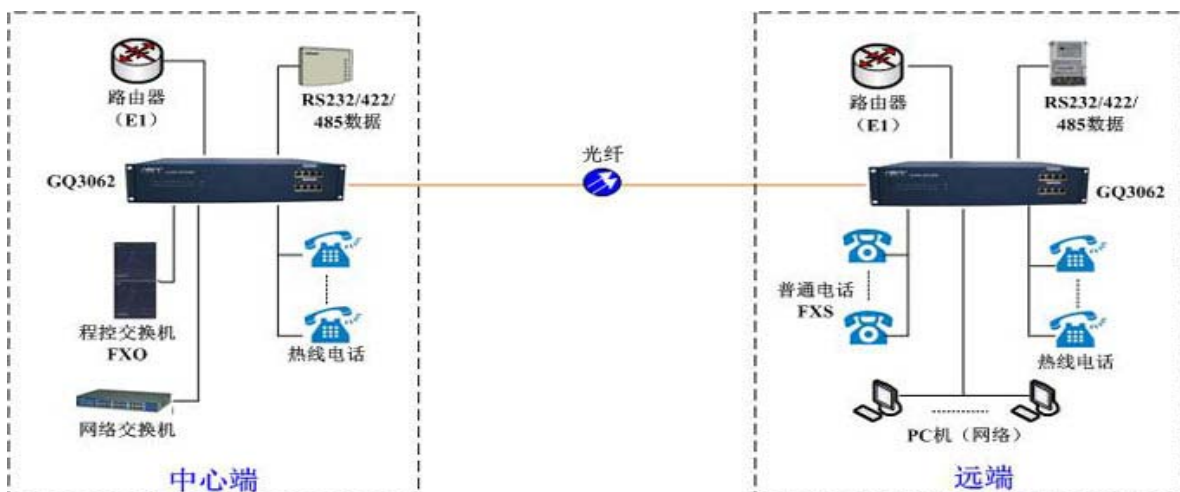 路由器
（E1）
RS232/422/
485数据
GQ3062
程控交换机
FXO
热线电话
网络交换机
中心端
光纤
路由器
（E1）
RS232/422/
485数据
GQ3062
普通电话
FXS
热线电话
PC机（网络）
远端